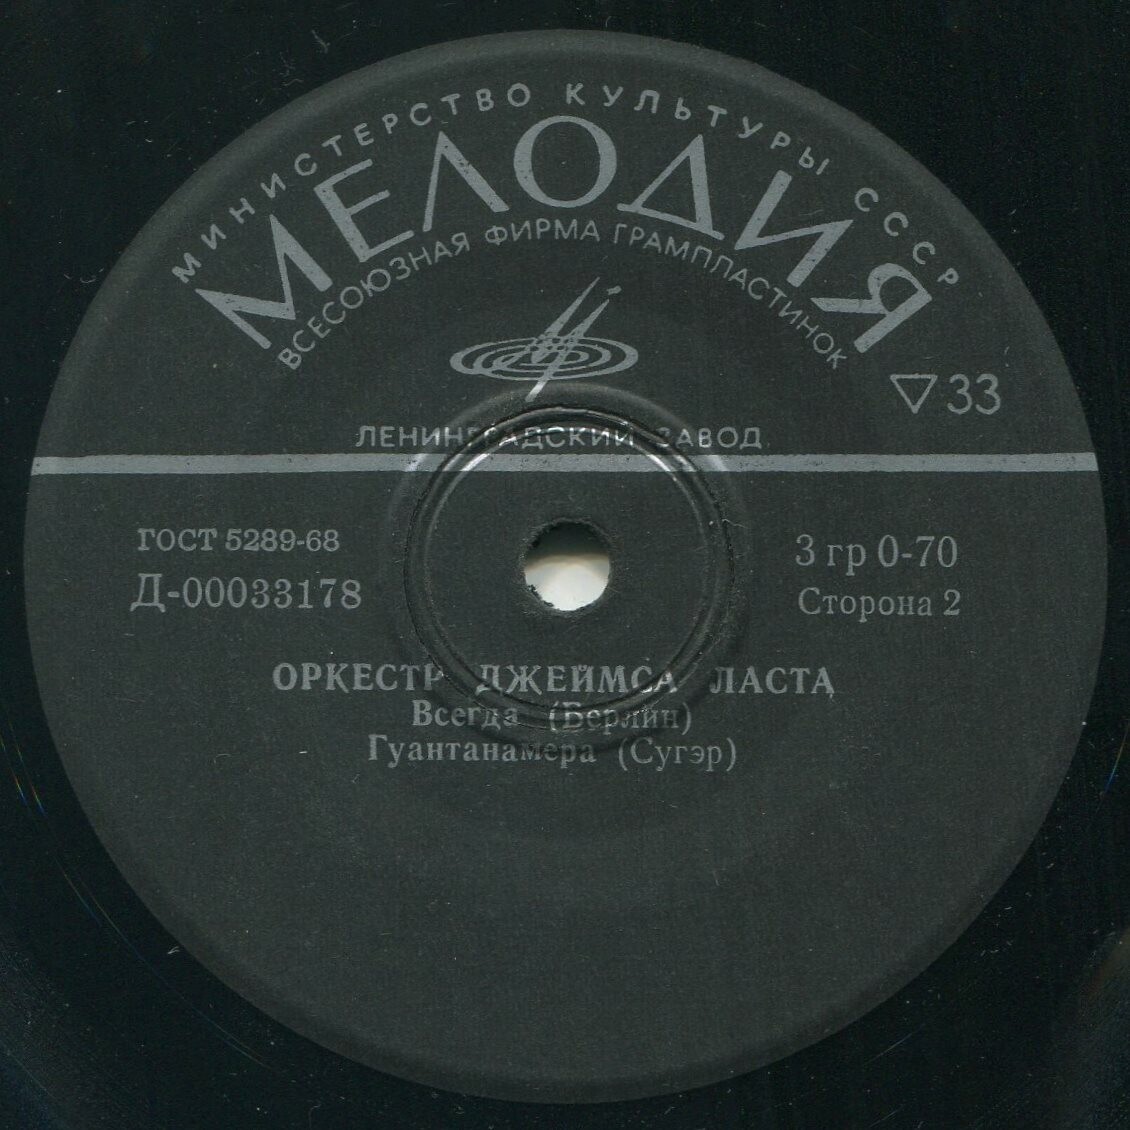 МИНИСТЕРСТВО КУЛЬТУРЫ СССР
МЕЛОДИЯ
ВСЕСОЮЗНАЯ ФИРМА ГРАМПЛАСТИНОК
▽33
ЛЕНИНГРАДСКИЙ ЗАВОД
ГОСТ 5289-68
3 гр 0-70
Д-00033178
Сторона 2
ОРКЕСТР ДЖЕЙМСА ЛАСТА
Всегда (Берлин)
Гуантанамера (Сугэр)